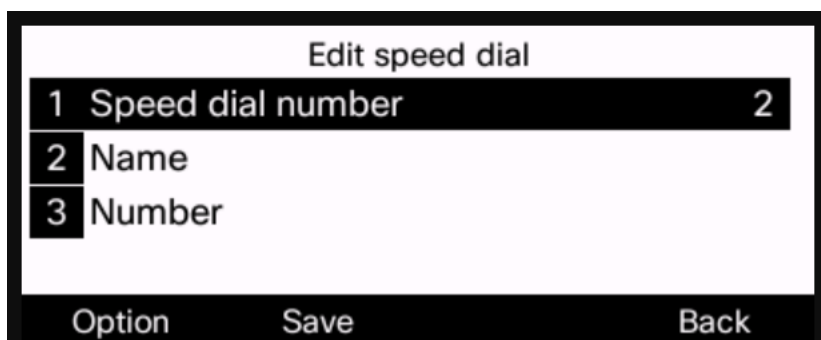 Edit speed dial
1 Speed dial number 2
2 Name
3 Number
Option Save Back